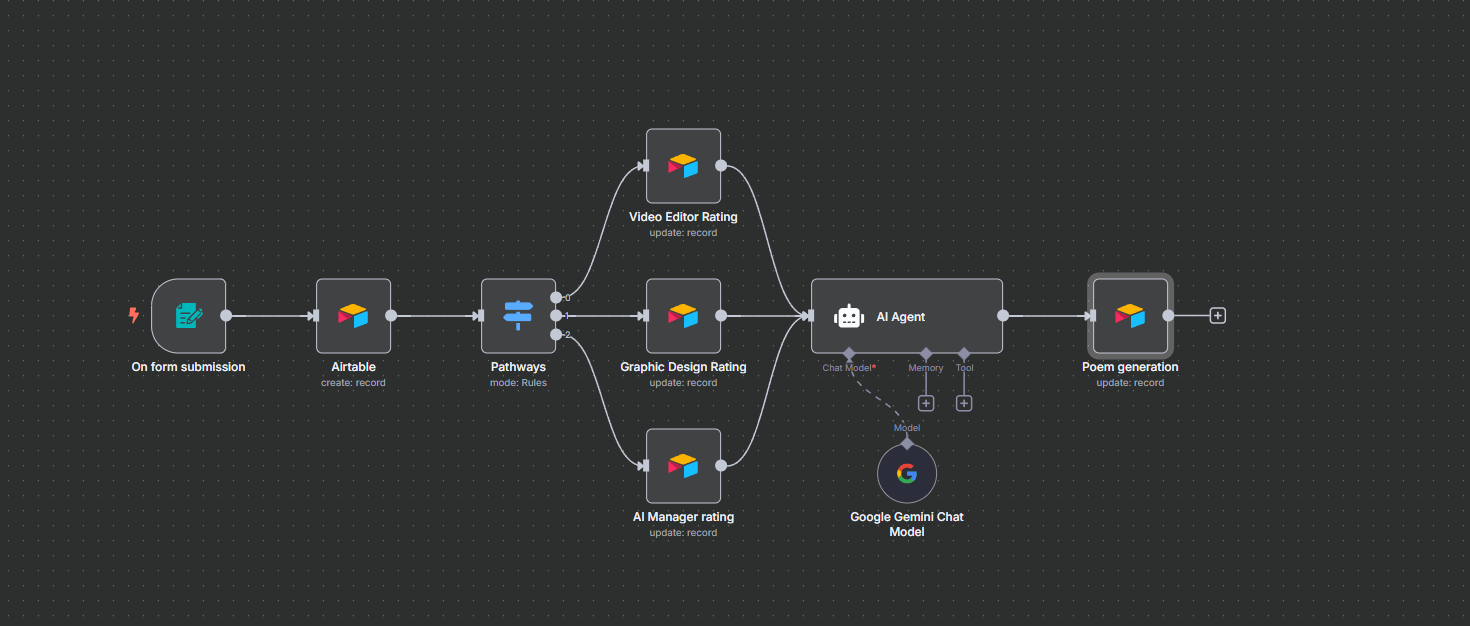 Video Editor Rating
update: record
On form submission
Airtable
create: record
0
1
2
Pathways
mode: Rules
Graphic Design Rating
update: record
AI Agent
Chat Model*
Memory
Tool
Poem generation
update: record
Model
AI Manager rating
update: record
Google Gemini Chat
Model